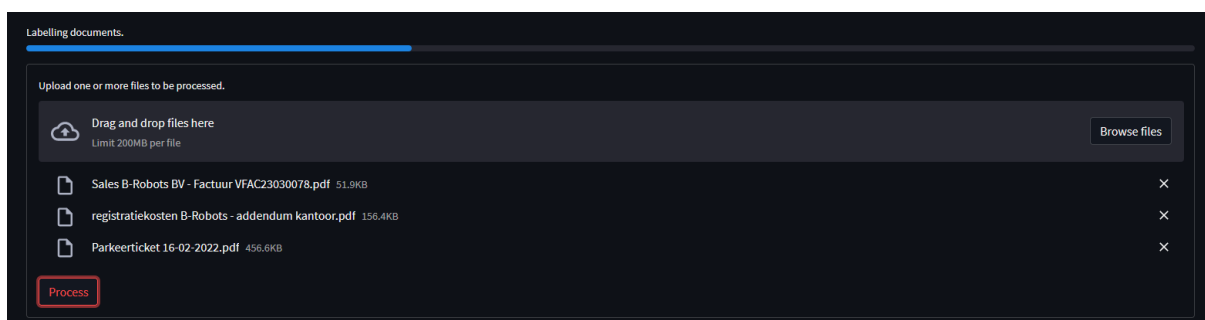 Labelling documents.
Upload one or more files to be processed.
Drag and drop files here
Limit 200MB per file
Browse files
Sales B-Robots BV - Factuur VFAC23030078.pdf 51.9KB
registratiekosten B-Robots - addendum kantoor.pdf 156.4KB
Parkeerticket 16-02-2022.pdf 456.6KB
Process